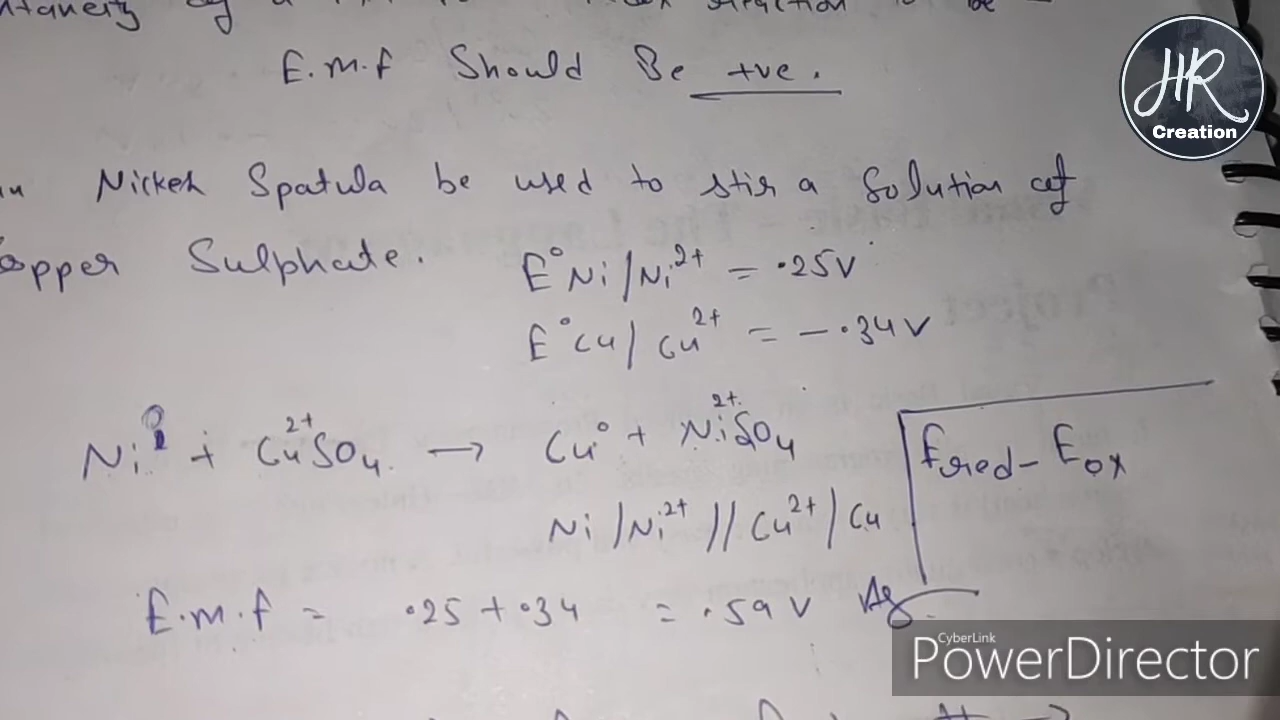 E.m.f Should Be +ve.
Nickel Spatula be used to stir a Solution of
Sulphate.
E° Ni/Ni²⁺ = .25V
E° Cu/Cu²⁺ = - .34V
Ni + Cu²⁺SO₄. → Cu° + Ni²⁺SO₄
Ered - Eox
Ni/Ni²⁺//Cu²⁺/Cu
E.m.f = .25 + .34 = .59 V
HR
Creation
CyberLink
PowerDirector